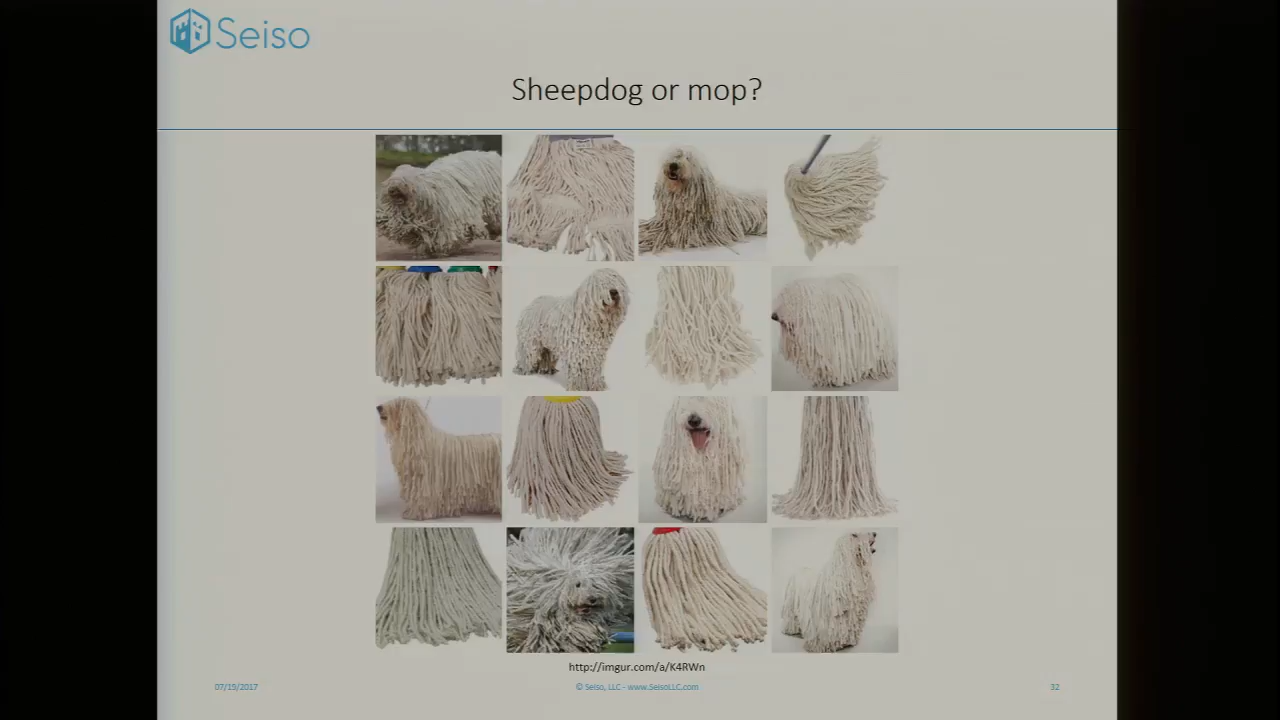 Seiso
Sheepdog or mop?
http://imgur.com/a/K4RWn
07/19/2017
© Seiso, LLC - www.SeisoLLC.com
32